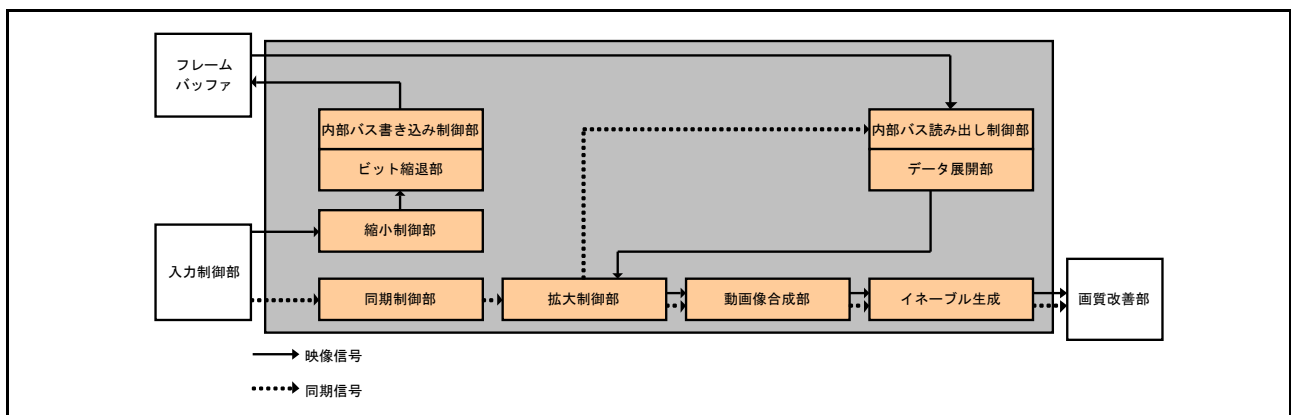 フレーム
バッファ
内部バス書き込み制御部
ビット縮退部
縮小制御部
内部バス読み出し制御部
データ展開部
入力制御部
同期制御部
拡大制御部
動画像合成部
イネーブル生成
画質改善部
映像信号
同期信号